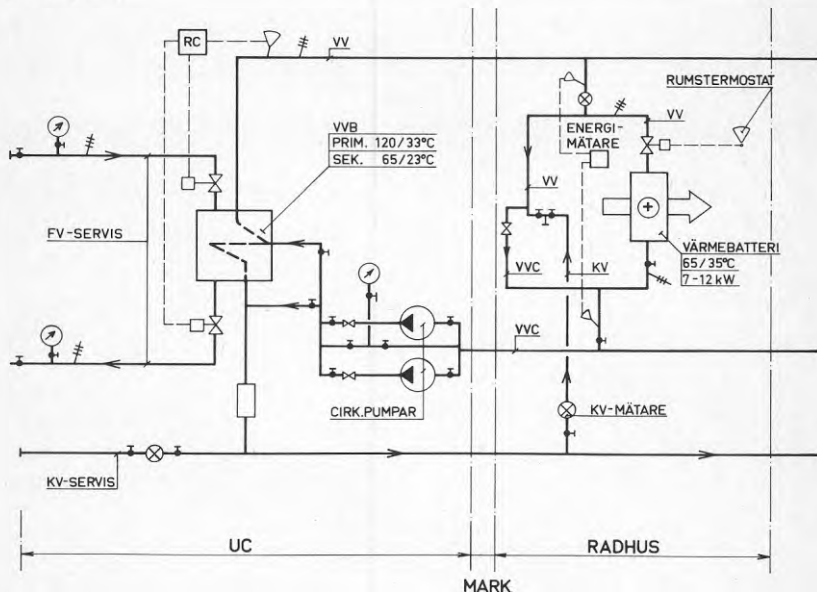 RC
VV
RUMSTERMOSTAT
VVB
PRIM. 120/33°C
SEK. 65/23°C
ENERGI-
MÄTARE
VV
VV
FV-SERVIS
VVC
KV
VÄRMEBATTERI
65/35°C
7-12 kW
VVC
CIRK.PUMPAR
KV-MÄTARE
KV-SERVIS
UC
RADHUS
MARK